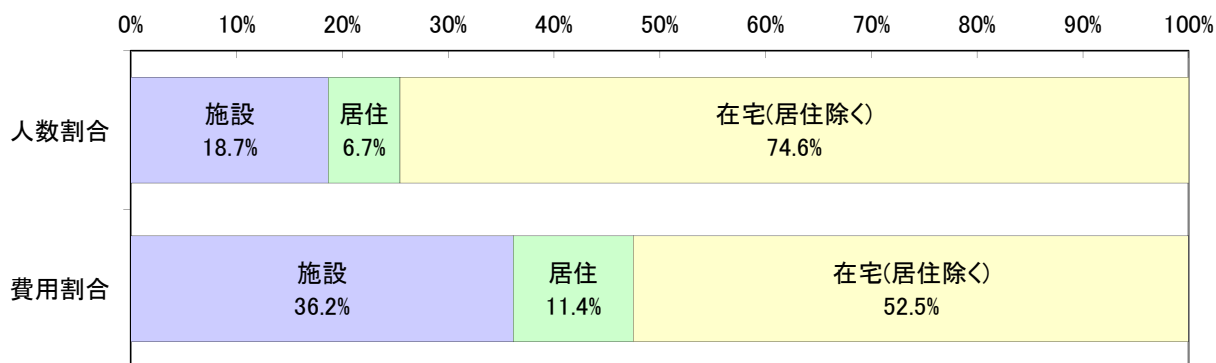 0% 10% 20% 30% 40% 50% 60% 70% 80% 90% 100%
人数割合
施設 居住 在宅(居住除く)
18.7% 6.7% 74.6%
費用割合
施設 居住 在宅(居住除く)
36.2% 11.4% 52.5%